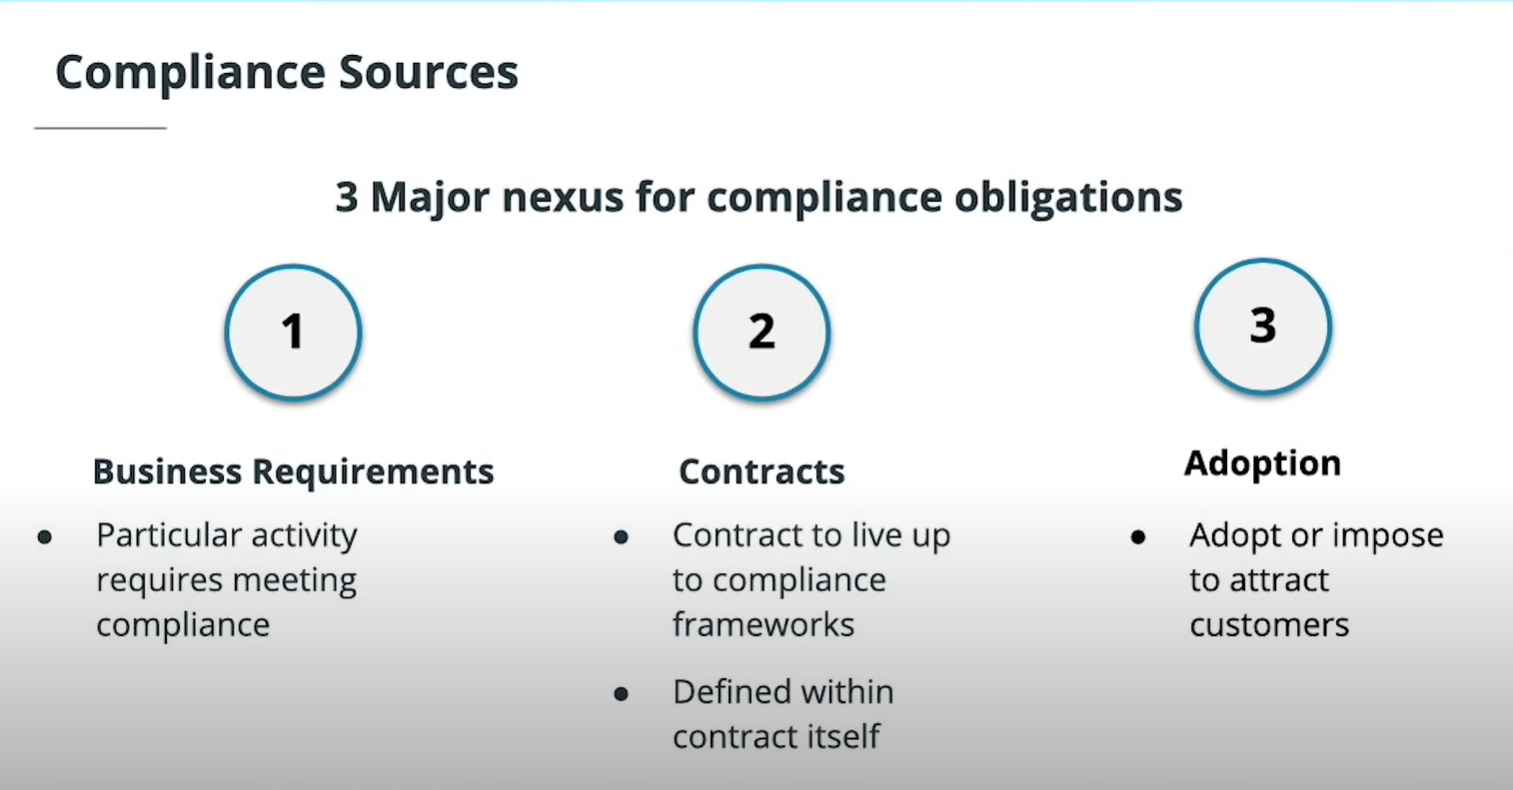 Compliance Sources
3 Major nexus for compliance obligations
1
Business Requirements
● Particular activity
requires meeting
compliance
2
Contracts
● Contract to live up
to compliance
frameworks
● Defined within
contract itself
3
Adoption
● Adopt or impose
to attract
customers